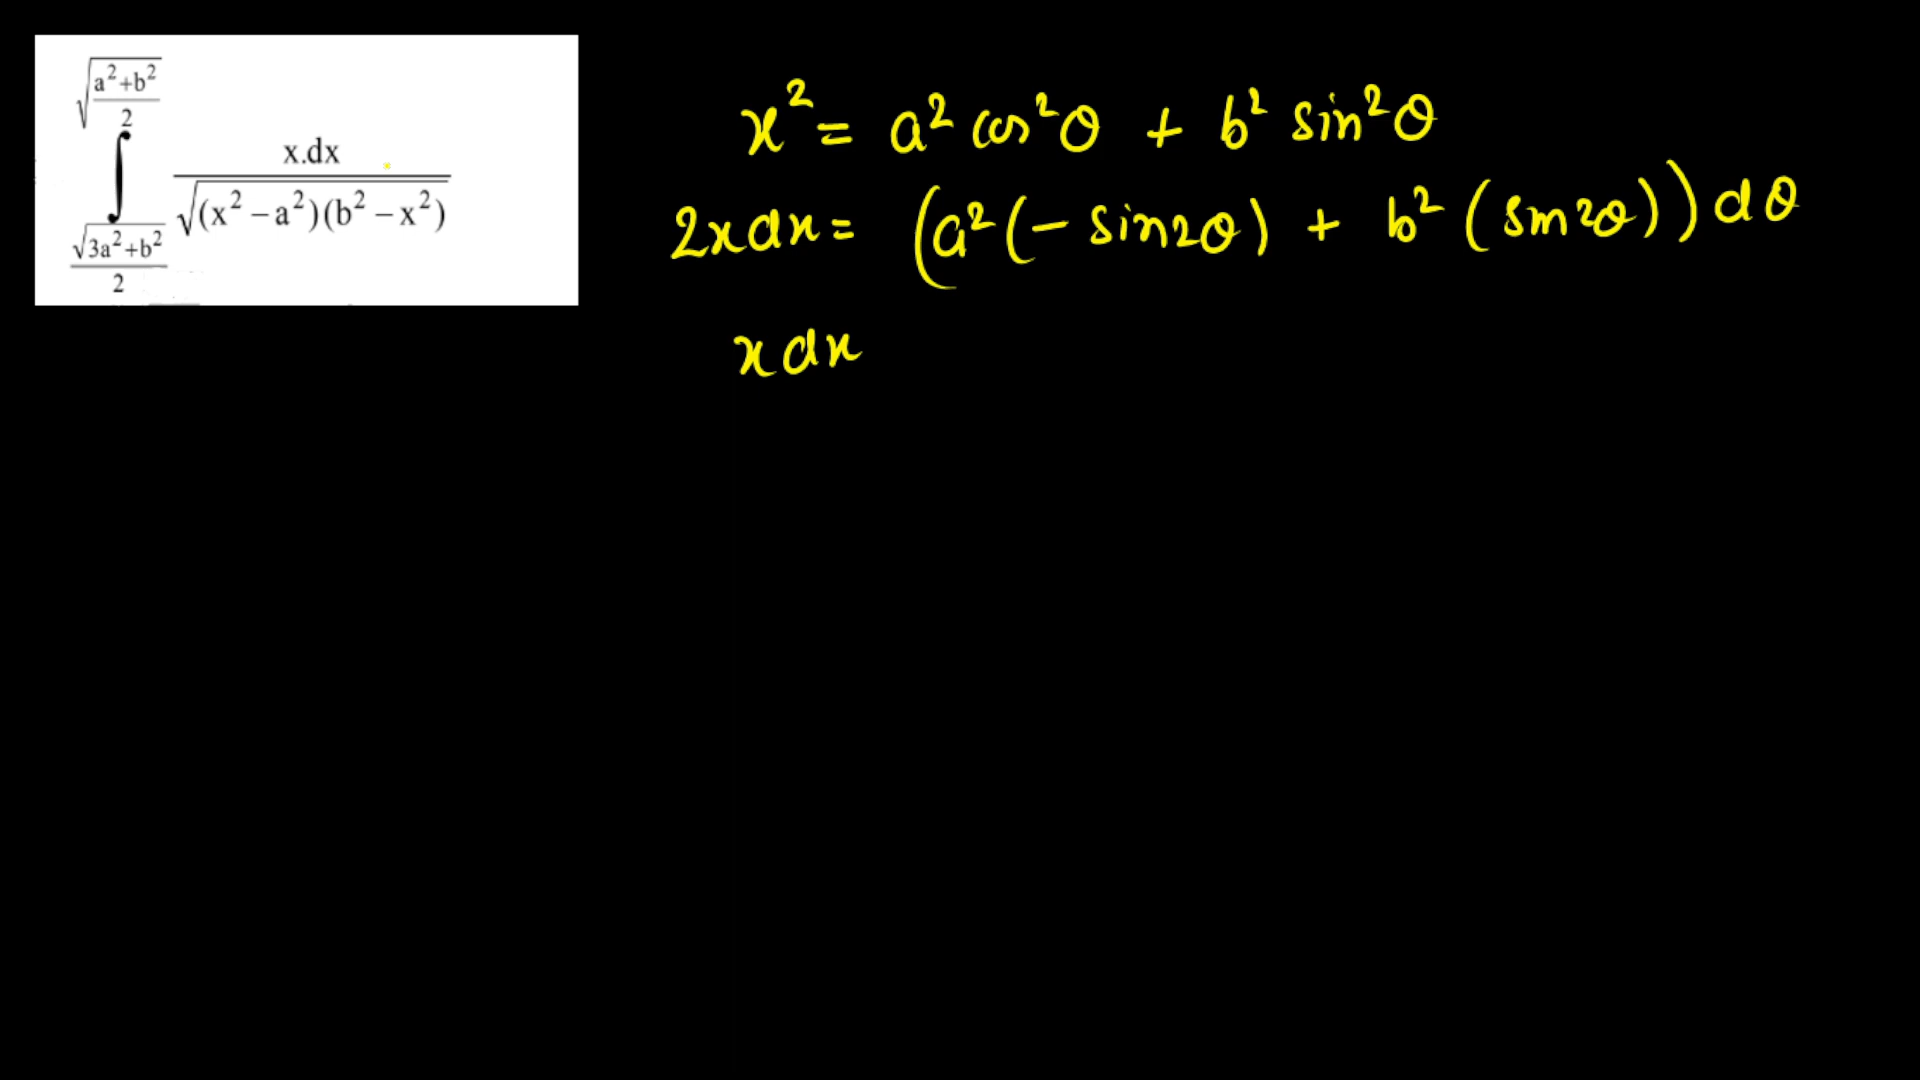 √((a²+b²)/2)
∫ x.dx / √((x² – a²)(b² – x²))
√(3a²+b²) / 2
x² = a² cos²θ + b² sin²θ
2xdx = (a² (– sin2θ) + b² (sin2θ)) dθ
xdx